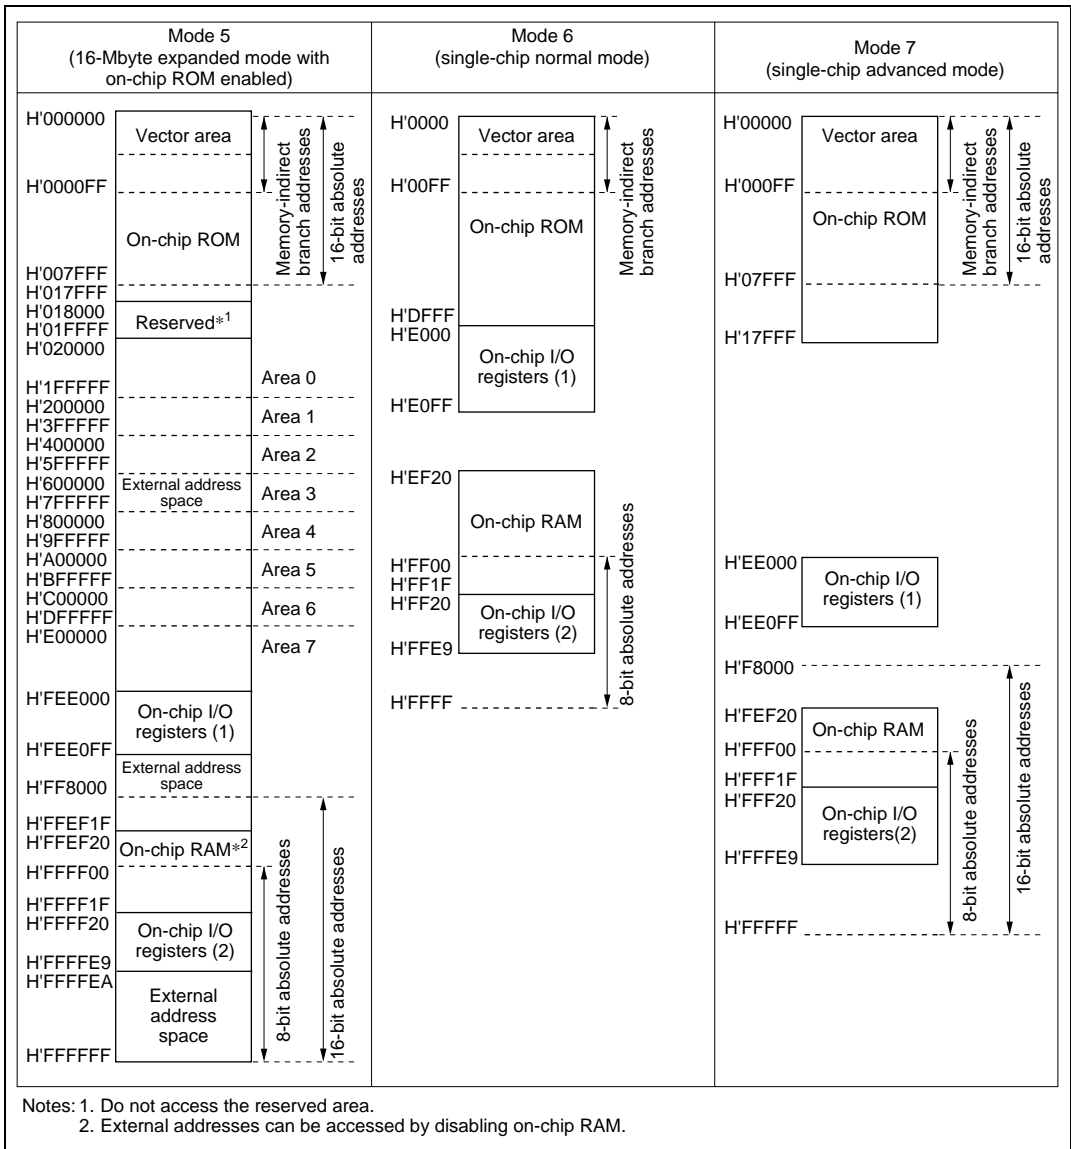 Mode 5
(16-Mbyte expanded mode with
on-chip ROM enabled)
H'000000
Vector area
H'0000FF
On-chip ROM
H'007FFF
H'017FFF
H'018000
Reserved*1
H'01FFFF
H'020000
Area 0
H'1FFFFF
H'200000
Area 1
H'3FFFFF
H'400000
Area 2
H'5FFFFF
H'600000
External address
space
Area 3
H'7FFFFF
H'800000
Area 4
H'9FFFFF
H'A00000
Area 5
H'BFFFFF
H'C00000
Area 6
H'DFFFFF
H'E00000
Area 7
H'FEE000
On-chip I/O
registers (1)
H'FEE0FF
External address
space
H'FF8000
H'FFEF1F
H'FFEF20
On-chip RAM*2
H'FFFF00
H'FFFF1F
H'FFFF20
On-chip I/O
registers (2)
H'FFFFE9
H'FFFFEA
External
address
space
H'FFFFFF
Memory-indirect
branch addresses
16-bit absolute
addresses
8-bit absolute addresses
16-bit absolute addresses
Mode 6
(single-chip normal mode)
H'0000
Vector area
H'00FF
On-chip ROM
H'DFFF
H'E000
On-chip I/O
registers (1)
H'E0FF
H'EF20
On-chip RAM
H'FF00
H'FF1F
H'FF20
On-chip I/O
registers (2)
H'FFE9
H'FFFF
Memory-indirect
branch addresses
8-bit absolute addresses
Mode 7
(single-chip advanced mode)
H'00000
Vector area
H'000FF
On-chip ROM
H'07FFF
H'17FFF
H'EE000
On-chip I/O
registers (1)
H'EE0FF
H'F8000
H'FEF20
On-chip RAM
H'FFF00
H'FFF1F
H'FFF20
On-chip I/O
registers(2)
H'FFFE9
H'FFFFF
Memory-indirect
branch addresses
16-bit absolute
addresses
8-bit absolute addresses
16-bit absolute addresses
Notes: 1. Do not access the reserved area.
2. External addresses can be accessed by disabling on-chip RAM.